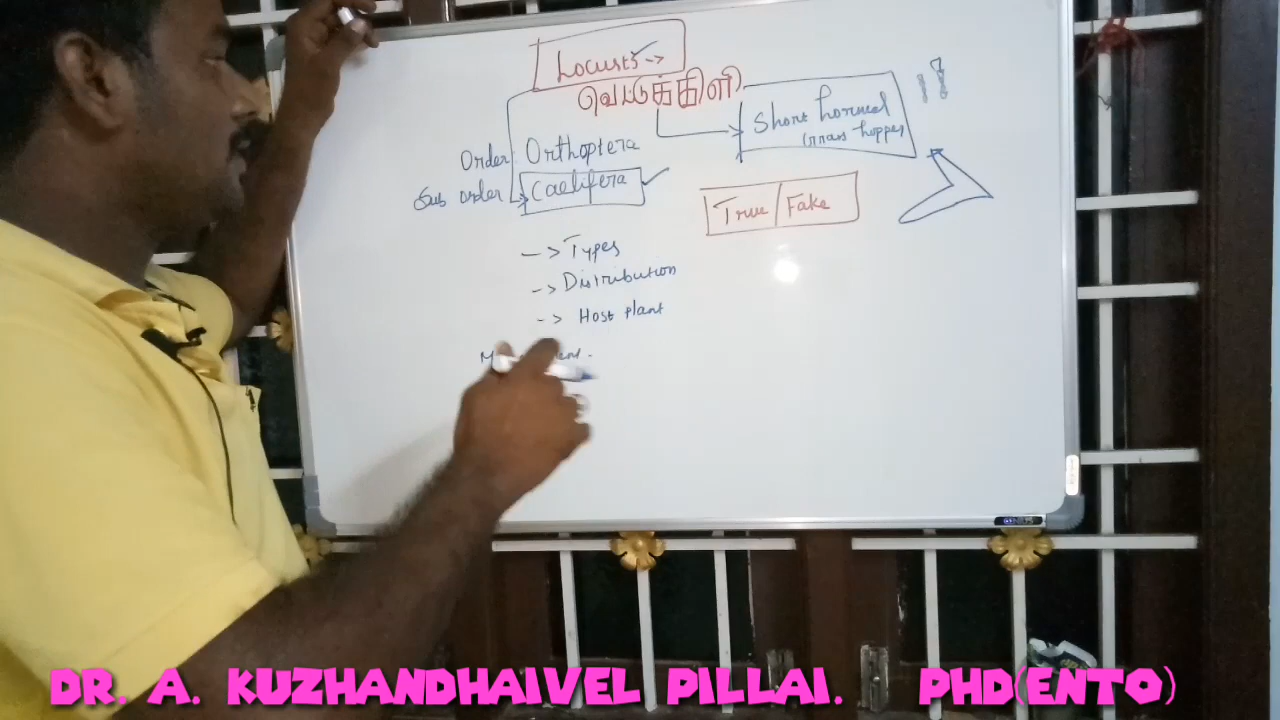 Locusts ->
வெட்டுக்கிளி
Short horned
Grass hopper
!?
Order Orthoptera
Sub order Caelifera
True / Fake
-> Types
-> Distribution
-> Host plant
DR. A. KUZHANDHAIVEL PILLAI. PHD(ENTO)